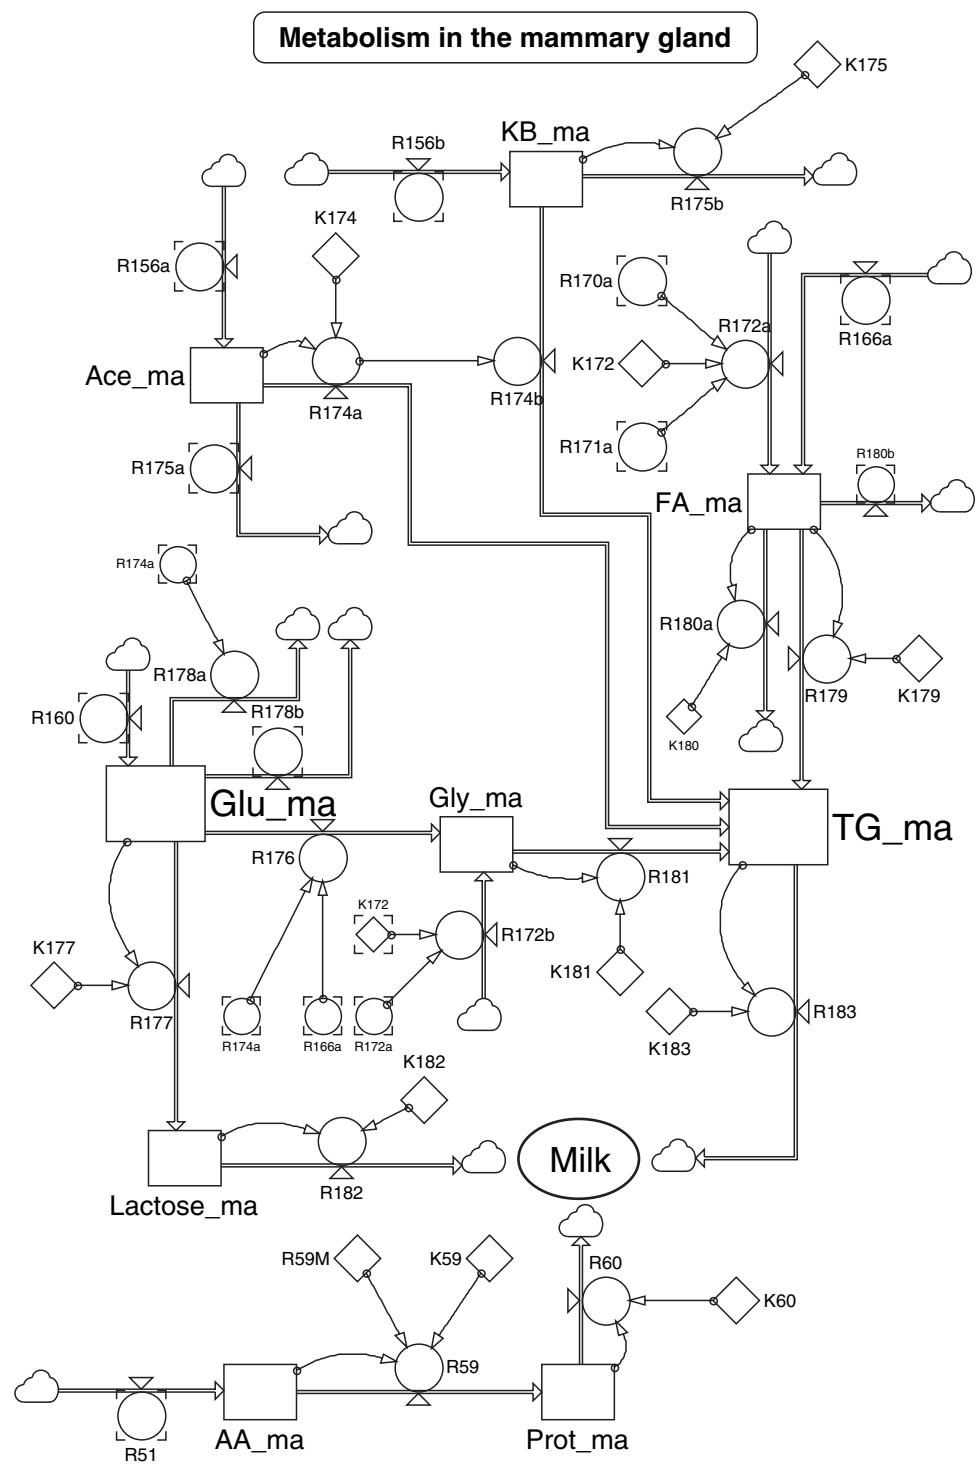 Metabolism in the mammary gland
K175
KB_ma
R156b
R175b
K174
R156a
R170a
R172a
R166a
K172
Ace_ma
R174a
R174b
R171a
R175a
R180b
FA_ma
R174a
R180a
R178a
R179
K179
R160
R178b
K180
Glu_ma
Gly_ma
TG_ma
R176
R181
K172
R172b
K177
K181
R177
R183
R174a
R166a
R172a
K183
K182
Milk
R182
Lactose_ma
R59M
K59
R60
K60
R59
AA_ma
Prot_ma
R51